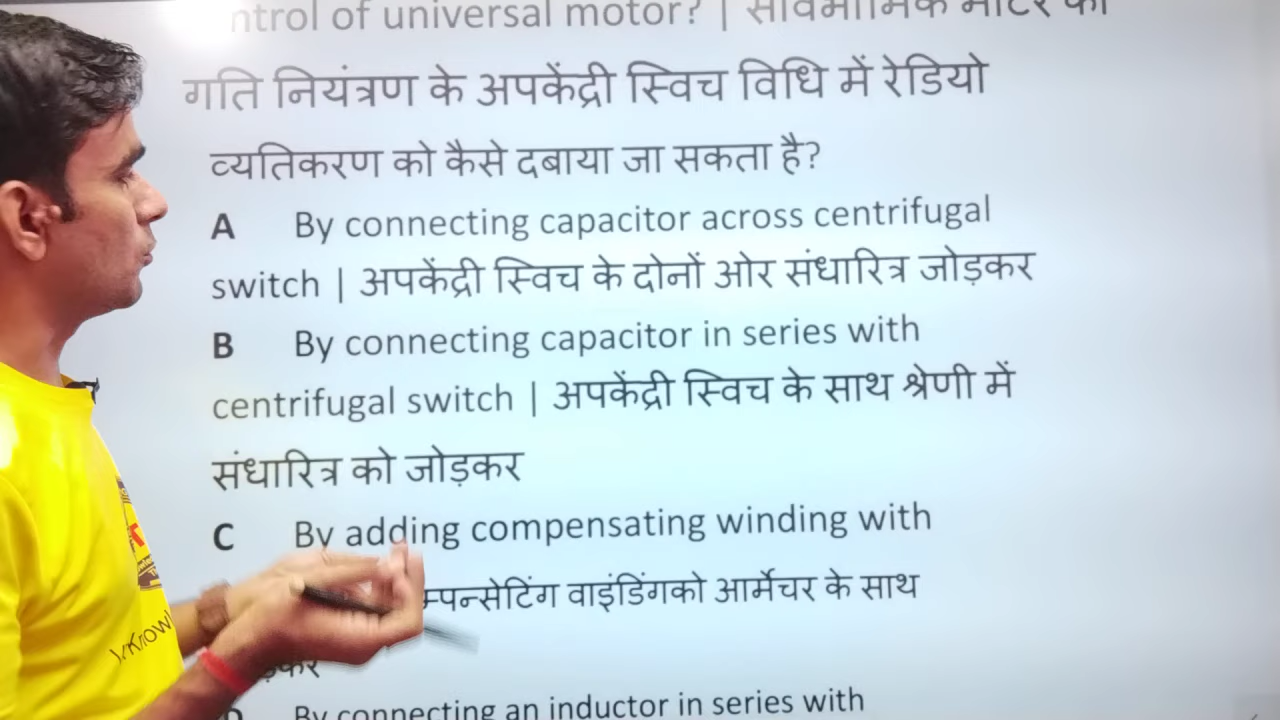 ntrol of universal motor? | सार्वभौमिक मोटर की
गति नियंत्रण के अपकेंद्री स्विच विधि में रेडियो
व्यतिकरण को कैसे दबाया जा सकता है?
A By connecting capacitor across centrifugal
switch | अपकेंद्री स्विच के दोनों ओर संधारित्र जोड़कर
B By connecting capacitor in series with
centrifugal switch | अपकेंद्री स्विच के साथ श्रेणी में
संधारित्र को जोड़कर
C By adding compensating winding with
म्पन्सेटिंग वाइंडिंगको आर्मेचर के साथ
ड़कर
D By connecting an inductor in series with